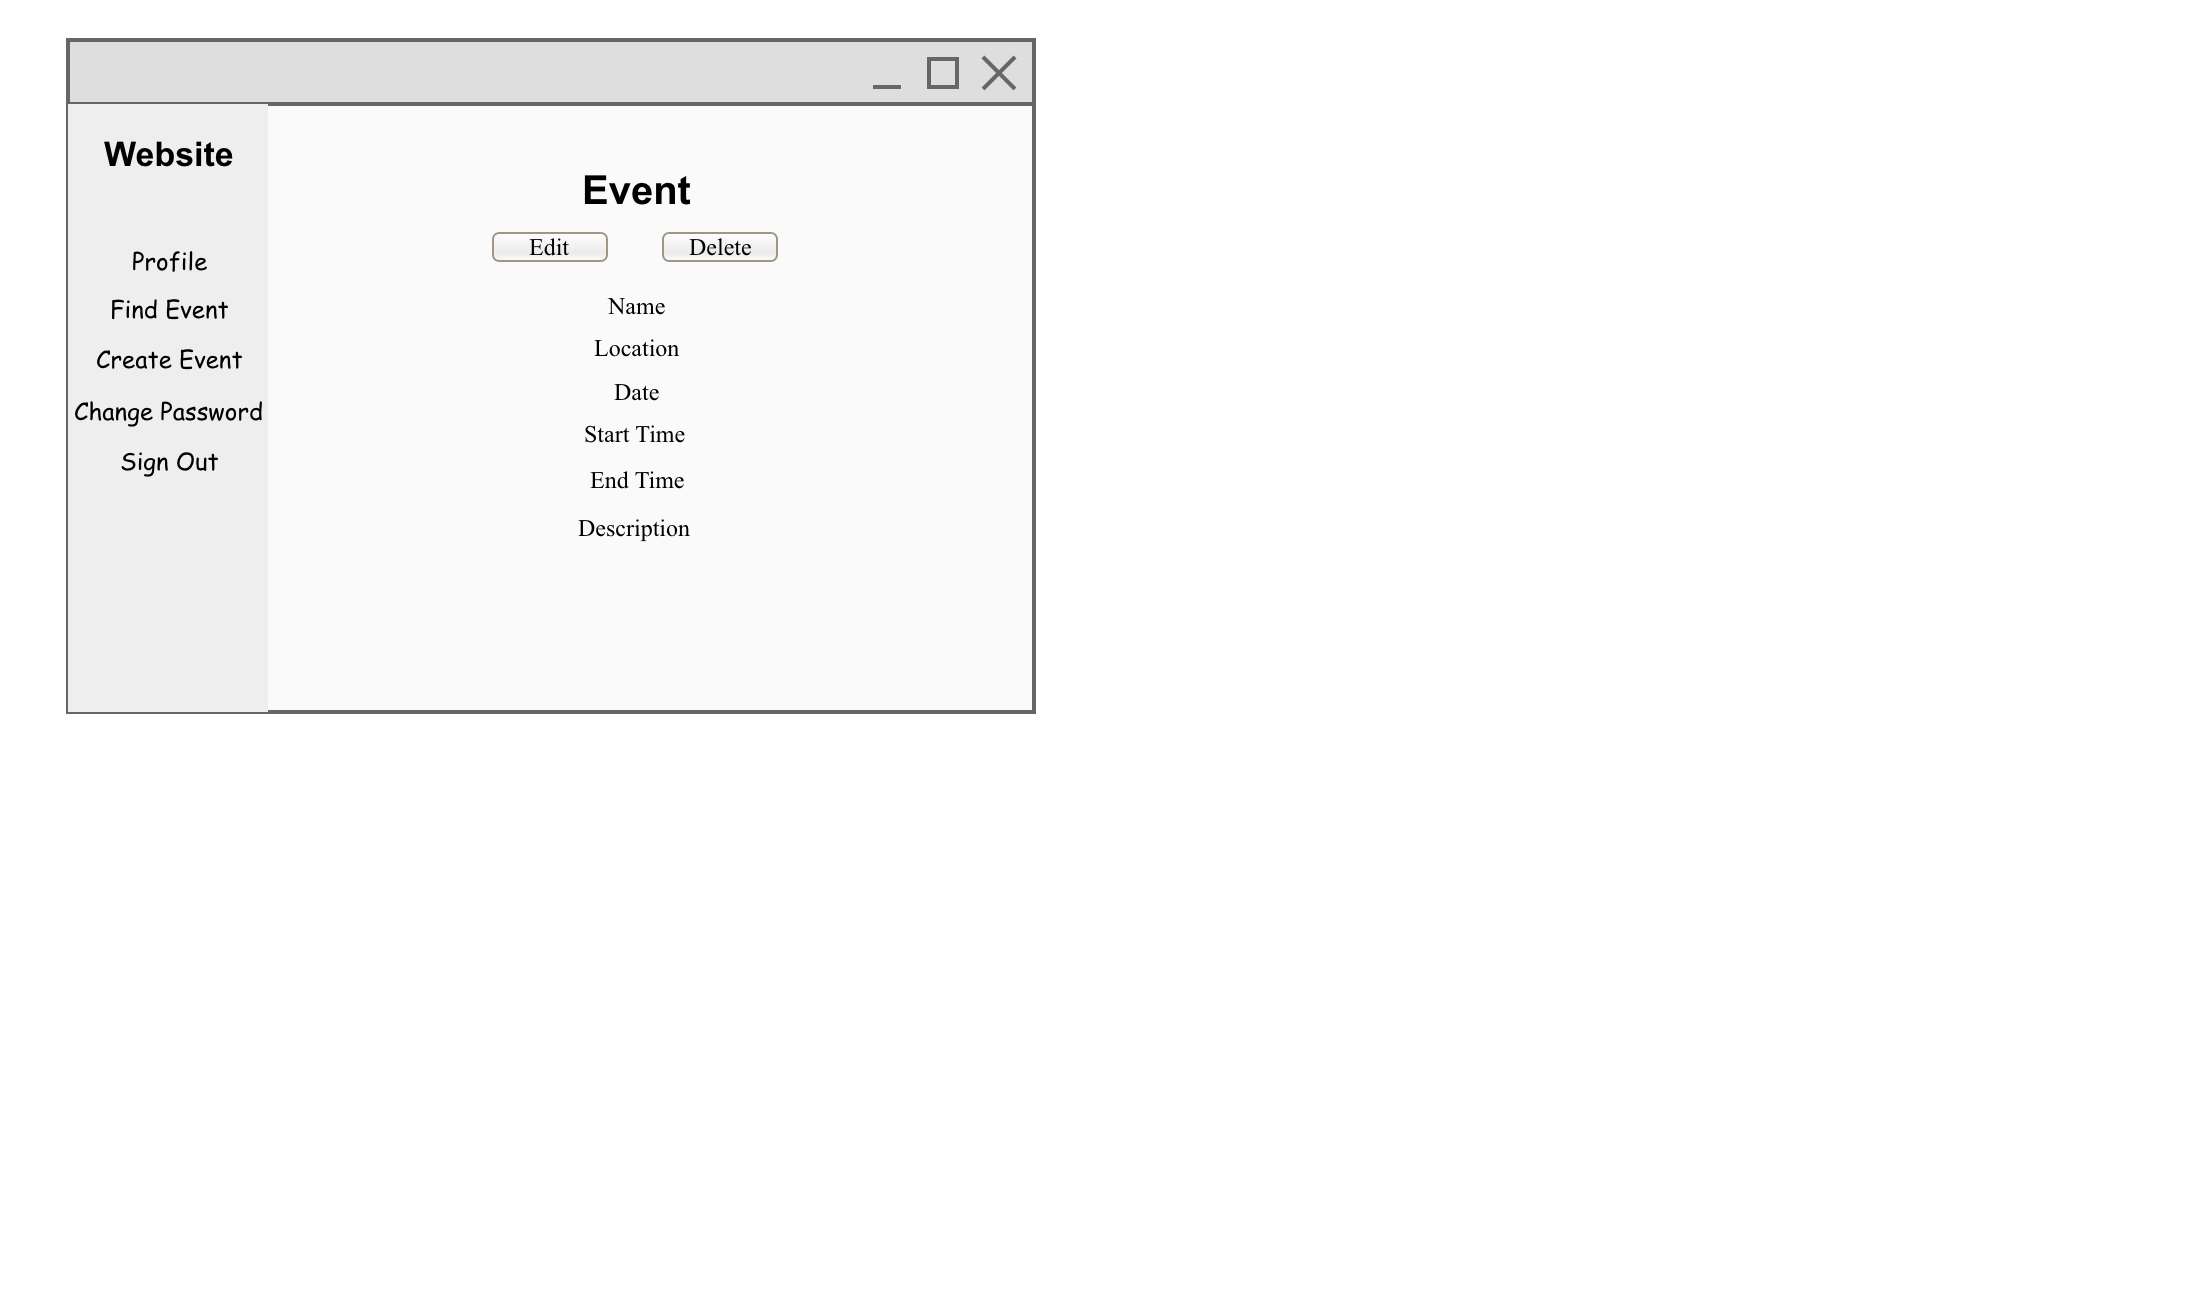 Website
Profile
Find Event
Create Event
Change Password
Sign Out
Event
Edit
Delete
Name
Location
Date
Start Time
End Time
Description